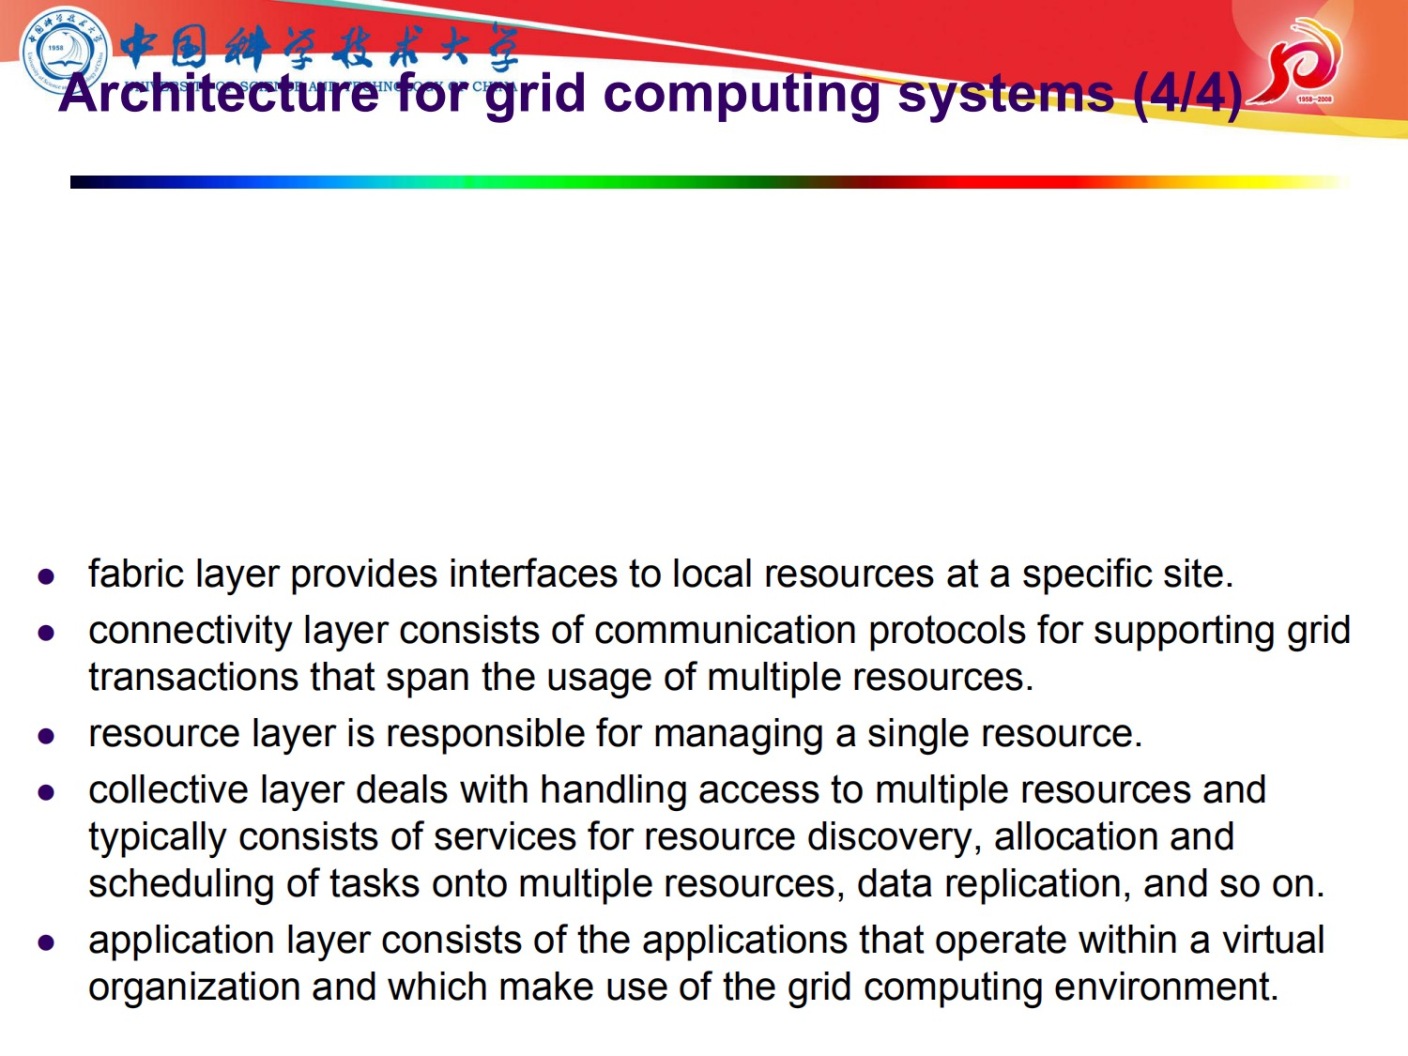 中国科学技术大学
UNIVERSITY OF SCIENCE AND TECHNOLOGY OF CHINA
1958
Architecture for grid computing systems (4/4)
1958—2008
● fabric layer provides interfaces to local resources at a specific site.
● connectivity layer consists of communication protocols for supporting grid
transactions that span the usage of multiple resources.
● resource layer is responsible for managing a single resource.
● collective layer deals with handling access to multiple resources and
typically consists of services for resource discovery, allocation and
scheduling of tasks onto multiple resources, data replication, and so on.
● application layer consists of the applications that operate within a virtual
organization and which make use of the grid computing environment.